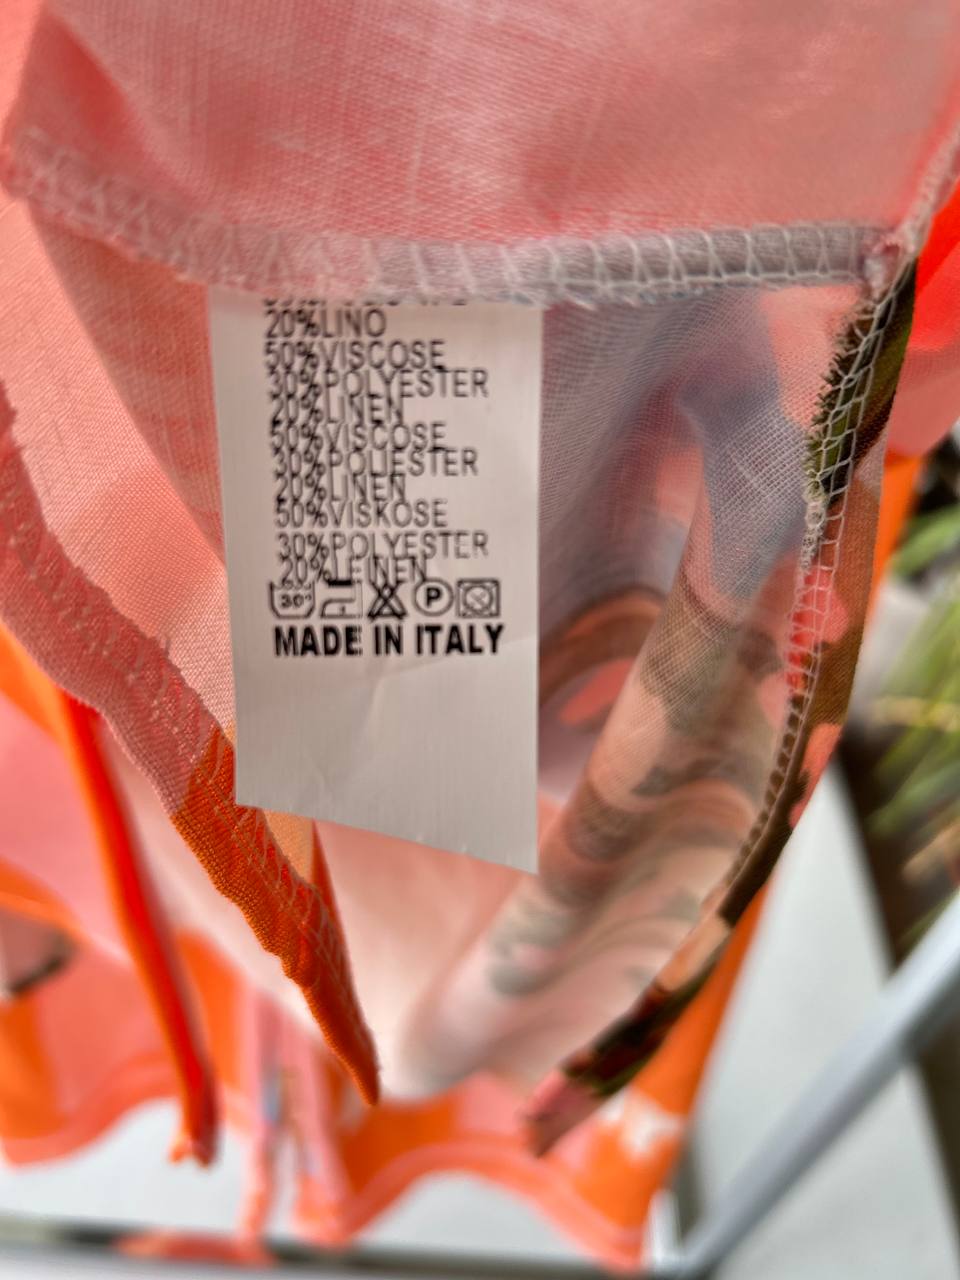 20%LINO
50%VISCOSE
30%POLYESTER
20%LINEN
50%VISCOSE
30%POLIESTER
20%LINEN
50%VISKOSE
30%POLYESTER
20%LEINEN
30° P
MADE IN ITALY